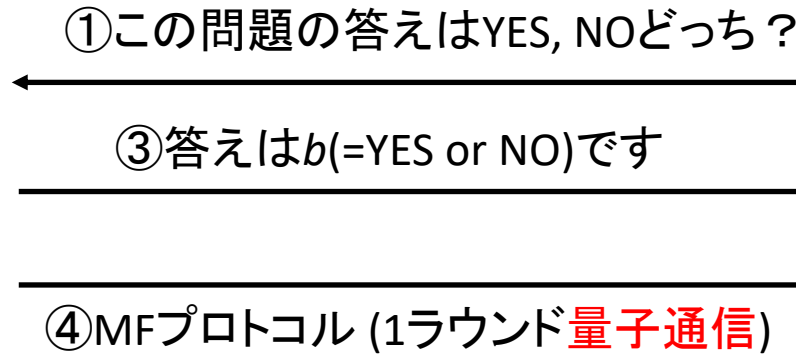 ①この問題の答えはYES, NOどっち？
③答えはb(=YES or NO)です
④MFプロトコル (1ラウンド量子通信)